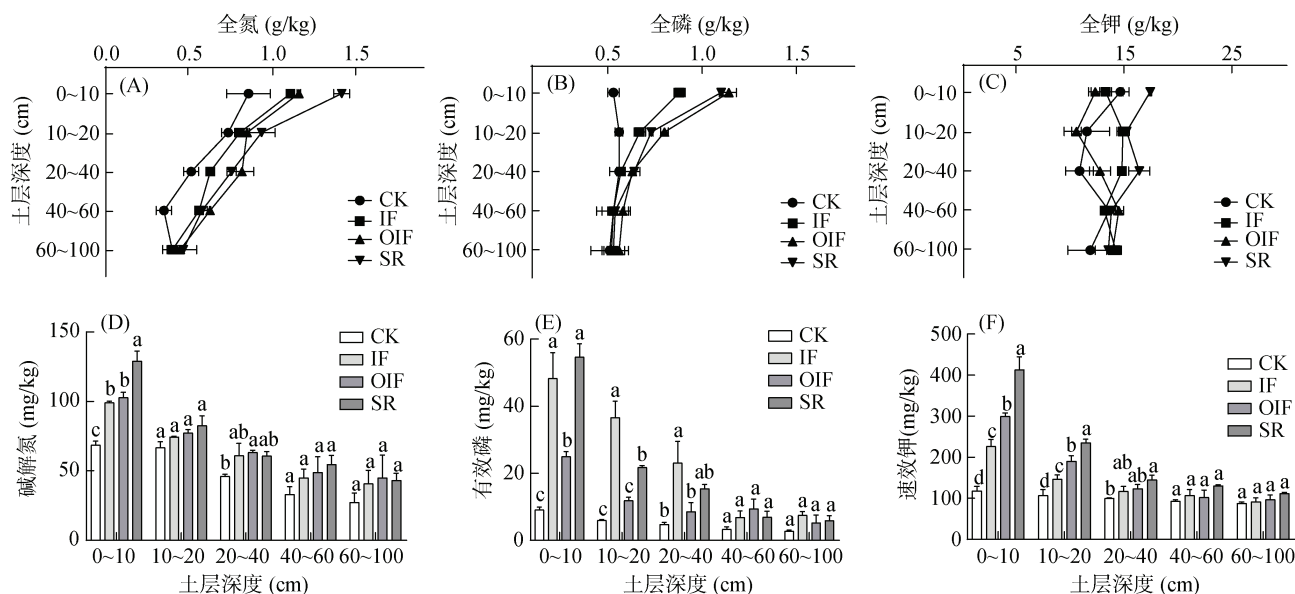 全氮 (g/kg)
0.0 0.5 1.0 1.5
(A)
土层深度 (cm)
0~10
10~20
20~40
40~60
60~100
CK
IF
OIF
SR
全磷 (g/kg)
0.5 1.0 1.5
(B)
土层深度 (cm)
0~10
10~20
20~40
40~60
60~100
CK
IF
OIF
SR
全钾 (g/kg)
5 15 25
(C)
土层深度 (cm)
0~10
10~20
20~40
40~60
60~100
CK
IF
OIF
SR
(D)
碱解氮 (mg/kg)
150
100
50
0
CK
IF
OIF
SR
c b b a
a a a a
b ab a ab
a a a a
a a a a
0~10 10~20 20~40 40~60 60~100
土层深度 (cm)
(E)
有效磷 (mg/kg)
60
40
20
0
CK
IF
OIF
SR
c a b a
c a c b
b a b ab
a a a a
a a a a
0~10 10~20 20~40 40~60 60~100
土层深度 (cm)
(F)
速效钾(mg/kg)
500
400
300
200
100
0
CK
IF
OIF
SR
d c b a
d c b a
b ab ab a
a a a a
a a a a
0~10 10~20 20~40 40~60 60~100
土层深度 (cm)